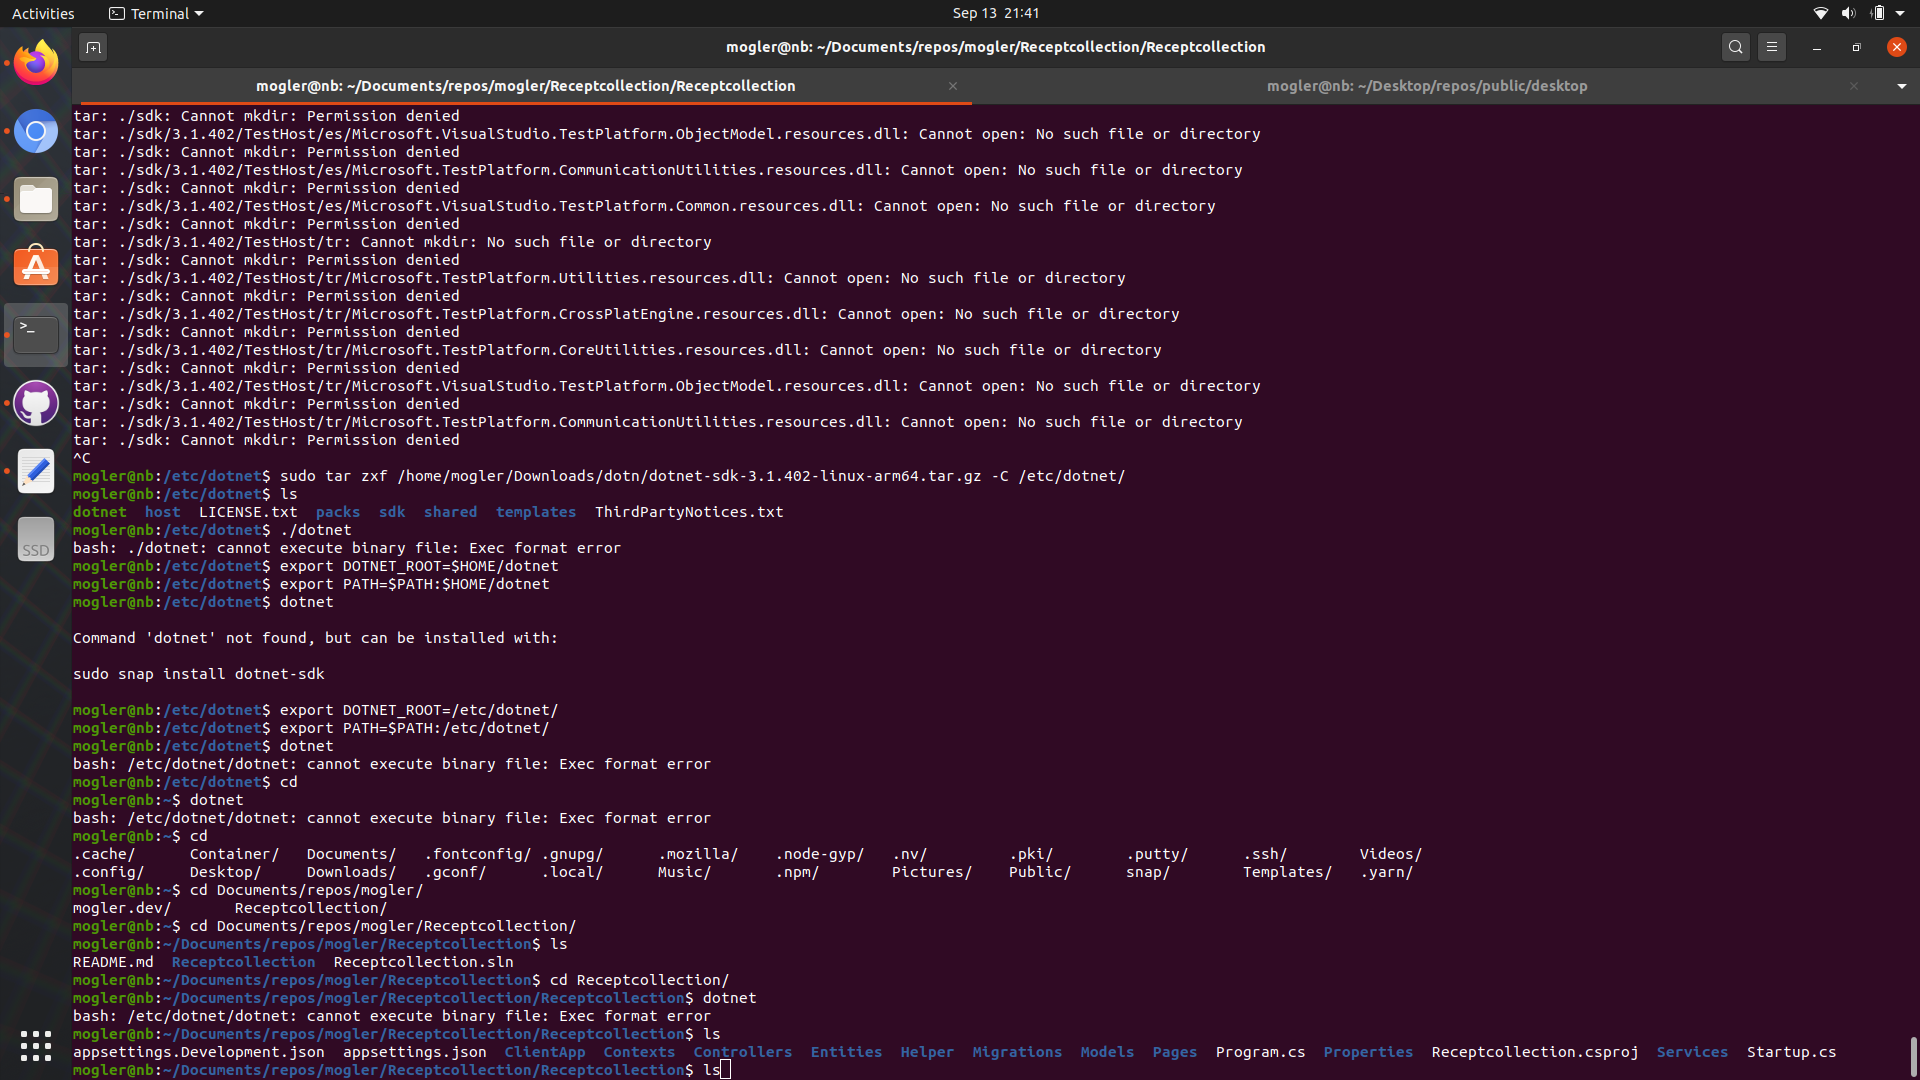 Activities Terminal Sep 13 21:41
mogler@nb: ~/Documents/repos/mogler/Receptcollection/Receptcollection
mogler@nb: ~/Documents/repos/mogler/Receptcollection/Receptcollection mogler@nb: ~/Desktop/repos/public/desktop
tar: ./sdk: Cannot mkdir: Permission denied
tar: ./sdk/3.1.402/TestHost/es/Microsoft.VisualStudio.TestPlatform.ObjectModel.resources.dll: Cannot open: No such file or directory
tar: ./sdk: Cannot mkdir: Permission denied
tar: ./sdk/3.1.402/TestHost/es/Microsoft.TestPlatform.CommunicationUtilities.resources.dll: Cannot open: No such file or directory
tar: ./sdk: Cannot mkdir: Permission denied
tar: ./sdk/3.1.402/TestHost/es/Microsoft.VisualStudio.TestPlatform.Common.resources.dll: Cannot open: No such file or directory
tar: ./sdk: Cannot mkdir: Permission denied
tar: ./sdk/3.1.402/TestHost/tr: Cannot mkdir: No such file or directory
tar: ./sdk: Cannot mkdir: Permission denied
tar: ./sdk/3.1.402/TestHost/tr/Microsoft.TestPlatform.Utilities.resources.dll: Cannot open: No such file or directory
tar: ./sdk: Cannot mkdir: Permission denied
tar: ./sdk/3.1.402/TestHost/tr/Microsoft.TestPlatform.CrossPlatEngine.resources.dll: Cannot open: No such file or directory
tar: ./sdk: Cannot mkdir: Permission denied
tar: ./sdk/3.1.402/TestHost/tr/Microsoft.TestPlatform.CoreUtilities.resources.dll: Cannot open: No such file or directory
tar: ./sdk: Cannot mkdir: Permission denied
tar: ./sdk/3.1.402/TestHost/tr/Microsoft.VisualStudio.TestPlatform.ObjectModel.resources.dll: Cannot open: No such file or directory
tar: ./sdk: Cannot mkdir: Permission denied
tar: ./sdk/3.1.402/TestHost/tr/Microsoft.TestPlatform.CommunicationUtilities.resources.dll: Cannot open: No such file or directory
tar: ./sdk: Cannot mkdir: Permission denied
^C
mogler@nb:/etc/dotnet$ sudo tar zxf /home/mogler/Downloads/dotn/dotnet-sdk-3.1.402-linux-arm64.tar.gz -C /etc/dotnet/
mogler@nb:/etc/dotnet$ ls
dotnet host LICENSE.txt packs sdk shared templates ThirdPartyNotices.txt
mogler@nb:/etc/dotnet$ ./dotnet
bash: ./dotnet: cannot execute binary file: Exec format error
mogler@nb:/etc/dotnet$ export DOTNET_ROOT=$HOME/dotnet
mogler@nb:/etc/dotnet$ export PATH=$PATH:$HOME/dotnet
mogler@nb:/etc/dotnet$ dotnet
Command 'dotnet' not found, but can be installed with:
sudo snap install dotnet-sdk
mogler@nb:/etc/dotnet$ export DOTNET_ROOT=/etc/dotnet/
mogler@nb:/etc/dotnet$ export PATH=$PATH:/etc/dotnet/
mogler@nb:/etc/dotnet$ dotnet
bash: /etc/dotnet/dotnet: cannot execute binary file: Exec format error
mogler@nb:/etc/dotnet$ cd
mogler@nb:~$ dotnet
bash: /etc/dotnet/dotnet: cannot execute binary file: Exec format error
mogler@nb:~$ cd
.cache/ Container/ Documents/ .fontconfig/ .gnupg/ .mozilla/ .node-gyp/ .nv/ .pki/ .putty/ .ssh/ Videos/
.config/ Desktop/ Downloads/ .gconf/ .local/ Music/ .npm/ Pictures/ Public/ snap/ Templates/ .yarn/
mogler@nb:~$ cd Documents/repos/mogler/
mogler.dev/ Receptcollection/
mogler@nb:~$ cd Documents/repos/mogler/Receptcollection/
mogler@nb:~/Documents/repos/mogler/Receptcollection$ ls
README.md Receptcollection Receptcollection.sln
mogler@nb:~/Documents/repos/mogler/Receptcollection$ cd Receptcollection/
mogler@nb:~/Documents/repos/mogler/Receptcollection/Receptcollection$ dotnet
bash: /etc/dotnet/dotnet: cannot execute binary file: Exec format error
mogler@nb:~/Documents/repos/mogler/Receptcollection/Receptcollection$ ls
appsettings.Development.json appsettings.json ClientApp Contexts Controllers Entities Helper Migrations Models Pages Program.cs Properties Receptcollection.csproj Services Startup.cs
mogler@nb:~/Documents/repos/mogler/Receptcollection/Receptcollection$ ls
SSD